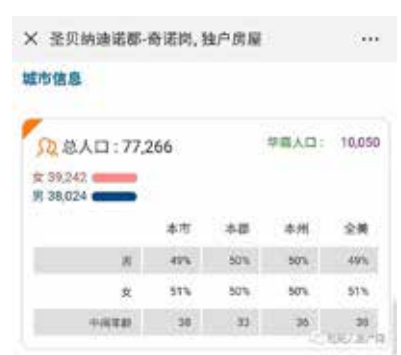 圣贝纳迪诺郡-奇诺岗, 独户房屋
城市信息
总人口 : 77,266 华裔人口 : 10,050
女 39,242
男 38,024
本市 本郡 本州 全美
男 49% 50% 50% 49%
女 51% 50% 50% 51%
中间年龄 38 33 36 38